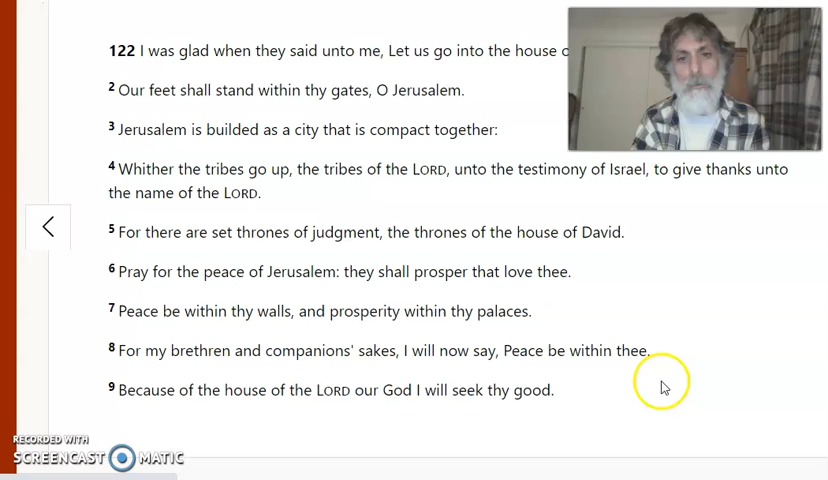 122 I was glad when they said unto me, Let us go into the house
2 Our feet shall stand within thy gates, O Jerusalem.
3 Jerusalem is builded as a city that is compact together:
4 Whither the tribes go up, the tribes of the LORD, unto the testimony of Israel, to give thanks unto
the name of the LORD.
5 For there are set thrones of judgment, the thrones of the house of David.
6 Pray for the peace of Jerusalem: they shall prosper that love thee.
7 Peace be within thy walls, and prosperity within thy palaces.
8 For my brethren and companions' sakes, I will now say, Peace be within thee.
9 Because of the house of the LORD our God I will seek thy good.
RECORDED WITH
SCREENCAST MATIC